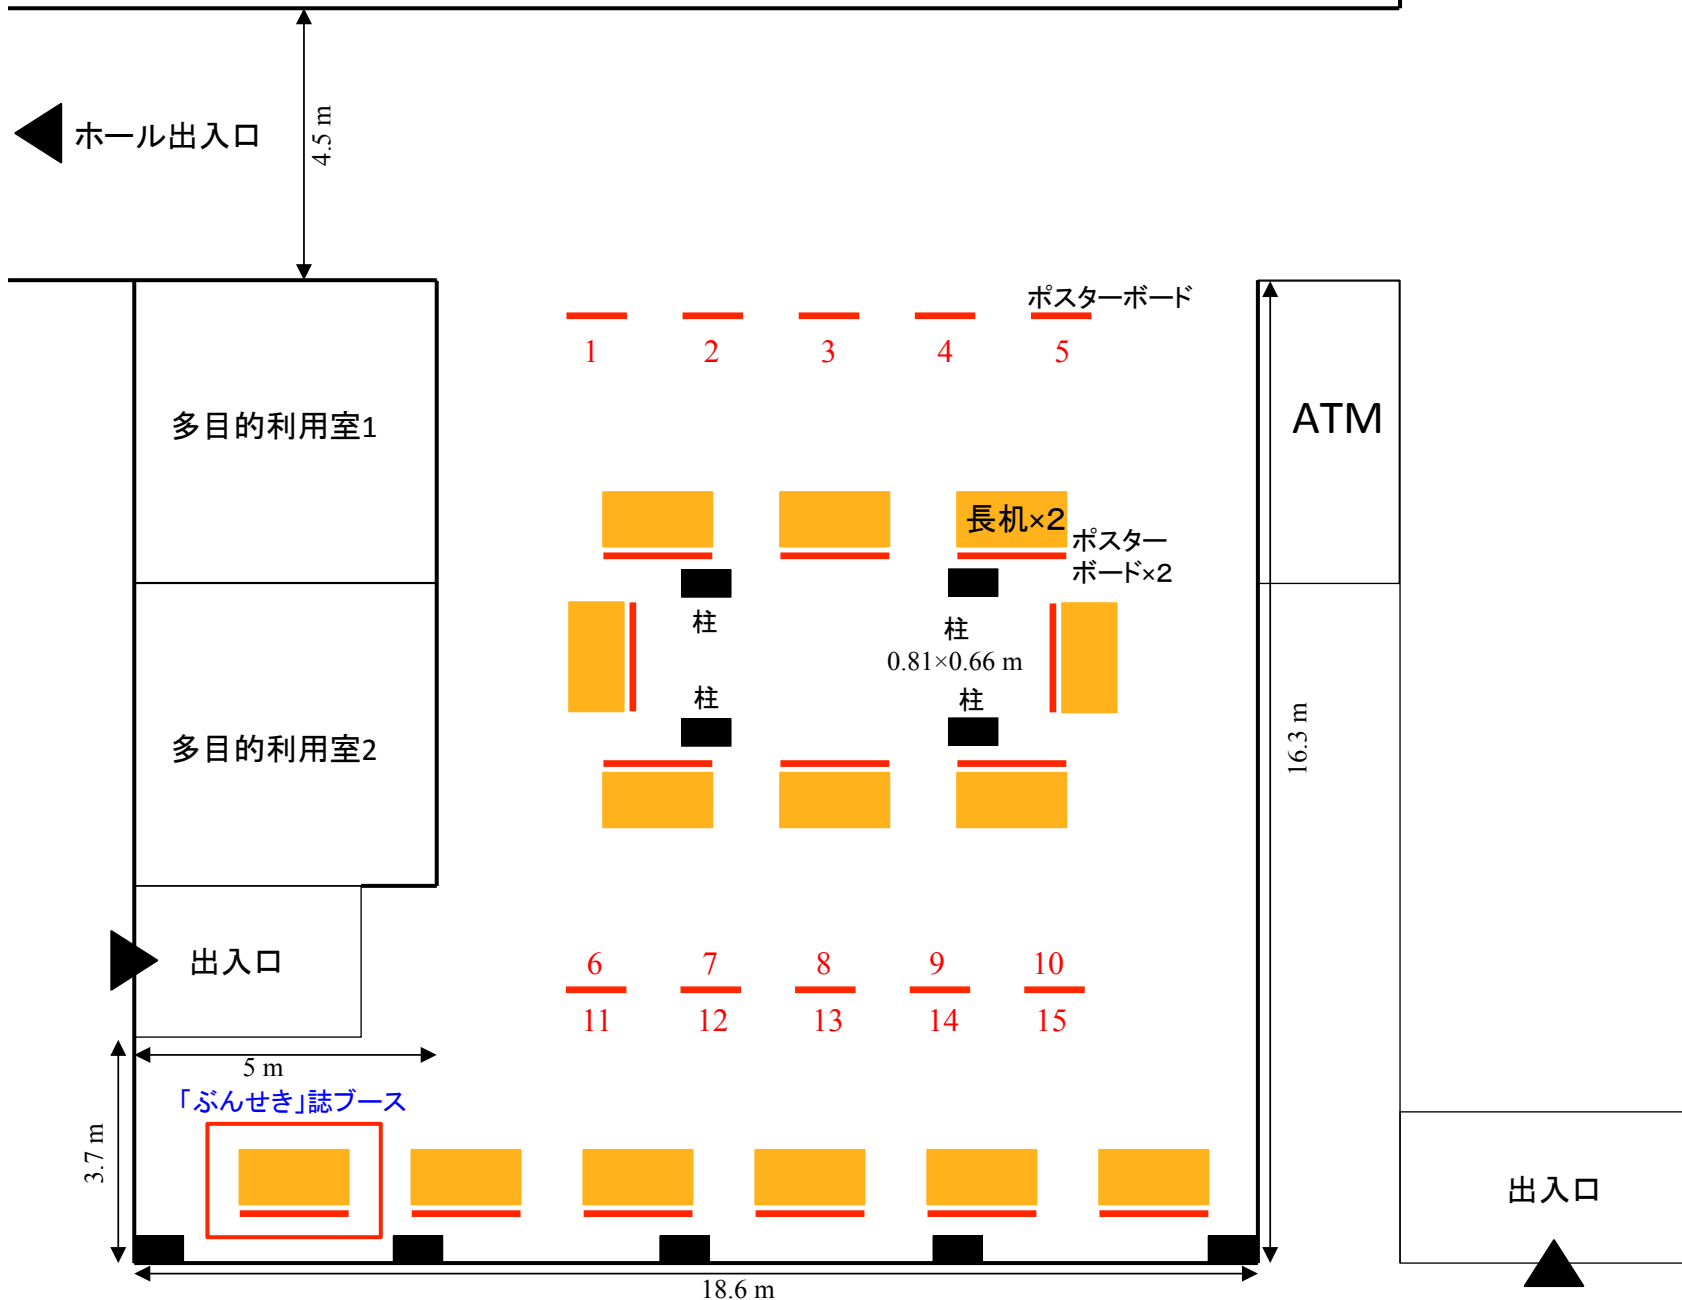 4.5 m
ホール出入口
ポスターボード
1 2 3 4 5
多目的利用室1
ATM
長机×2
ポスター
ボード×2
柱
柱
0.81×0.66 m
柱
柱
多目的利用室2
16.3 m
出入口
6 7 8 9 10
11 12 13 14 15
5 m
「ぶんせき」誌ブース
3.7 m
出入口
18.6 m